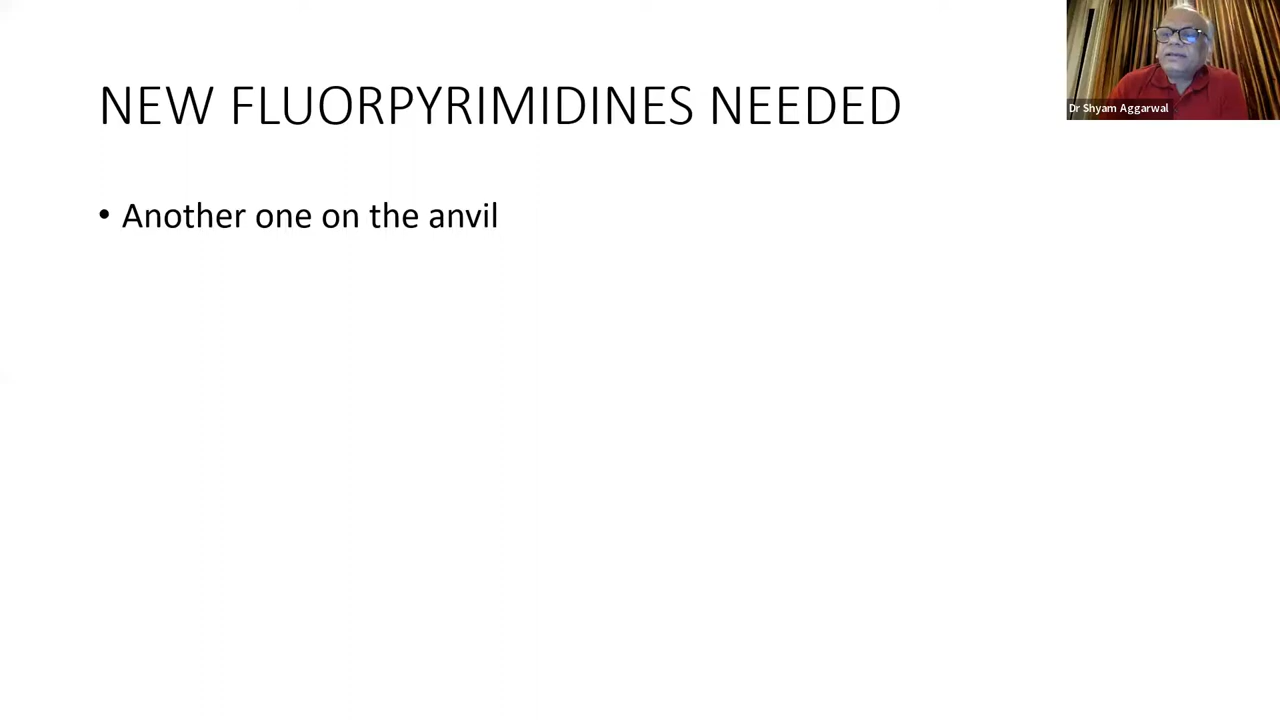 NEW FLUORPYRIMIDINES NEEDED
• Another one on the anvil
Dr Shyam Aggarwal